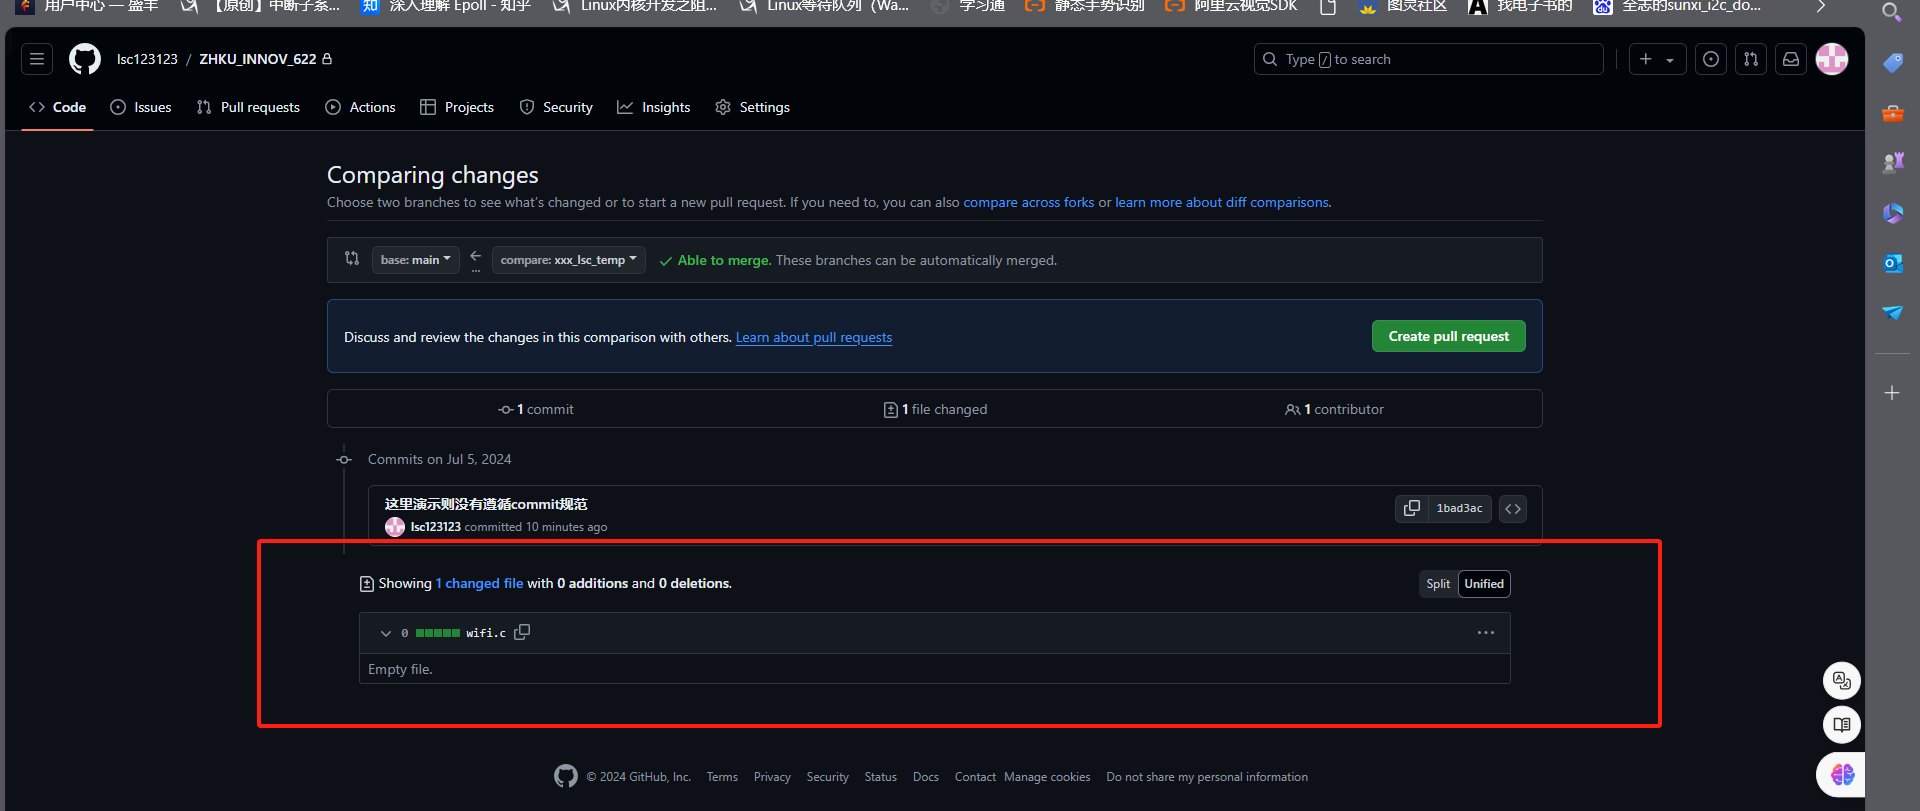 用户中心 — 盘羊 【原创】中断子系... 知 深入理解 Epoll - 知乎 Linux内核开发之阻... Linux等待队列（Wa... 学习通 静态手势识别 阿里云视觉SDK 图灵社区 找电子书的 全志的sunxi_i2c_do...
lsc123123 / ZHKU_INNOV_622 Type / to search
Code Issues Pull requests Actions Projects Security Insights Settings
Comparing changes
Choose two branches to see what's changed or to start a new pull request. If you need to, you can also compare across forks or learn more about diff comparisons.
base: main compare: xxx_lsc_temp Able to merge. These branches can be automatically merged.
Discuss and review the changes in this comparison with others. Learn about pull requests Create pull request
1 commit 1 file changed 1 contributor
Commits on Jul 5, 2024
这里演示则没有遵循commit规范 1bad3ac
lsc123123 committed 10 minutes ago
Showing 1 changed file with 0 additions and 0 deletions. Split Unified
0 wifi.c
Empty file.
© 2024 GitHub, Inc. Terms Privacy Security Status Docs Contact Manage cookies Do not share my personal information